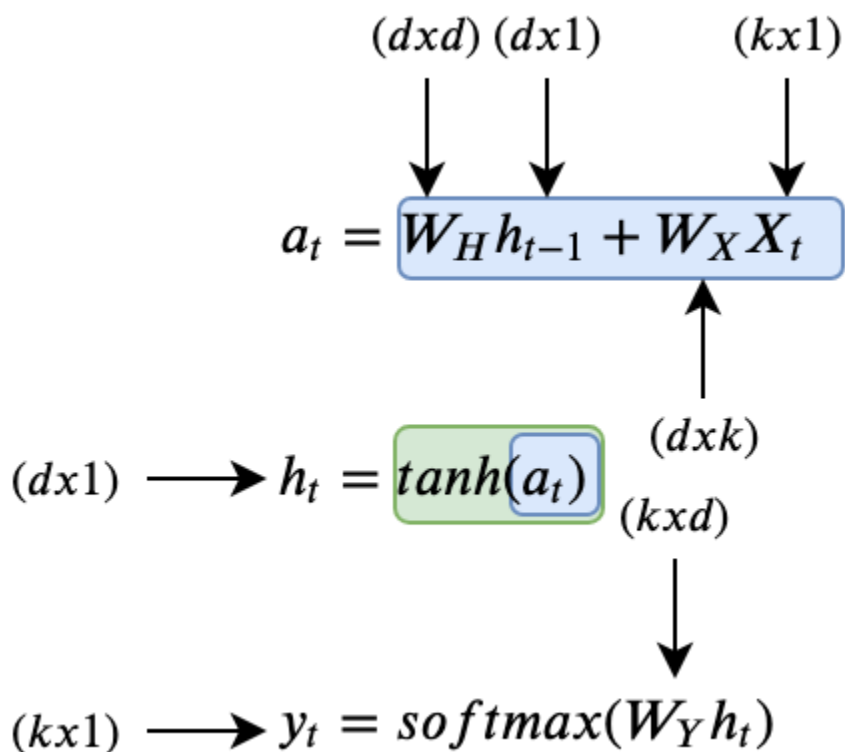 (dxd) (dx1) (kx1)
a_t = W_H h_{t−1} + W_X X_t
(dxk)
(dx1) h_t = tanh(a_t)
(kxd)
(kx1) y_t = softmax(W_Y h_t)